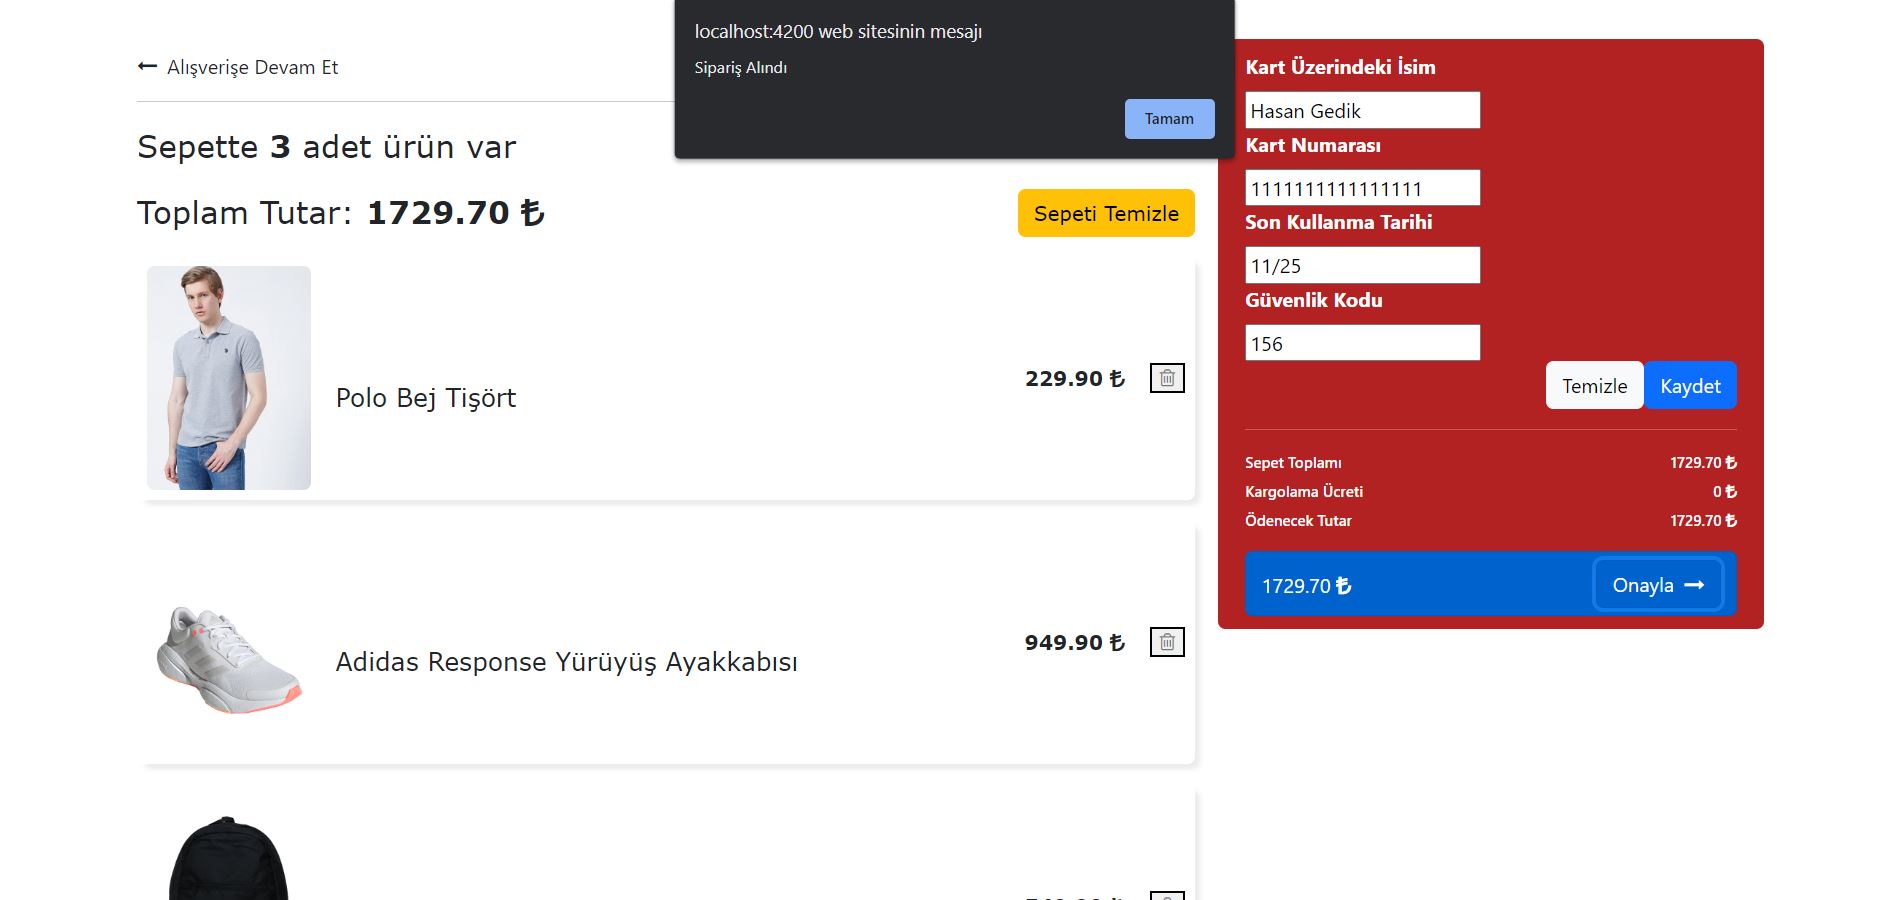 localhost:4200 web sitesinin mesajı
Sipariş Alındı
Tamam
Alışverişe Devam Et
Sepette 3 adet ürün var
Toplam Tutar: 1729.70 ₺
Sepeti Temizle
Polo Bej Tişört
229.90 ₺
Adidas Response Yürüyüş Ayakkabısı
949.90 ₺
Kart Üzerindeki İsim
Hasan Gedik
Kart Numarası
1111111111111111
Son Kullanma Tarihi
11/25
Güvenlik Kodu
156
Temizle
Kaydet
Sepet Toplamı 1729.70 ₺
Kargolama Ücreti 0 ₺
Ödenecek Tutar 1729.70 ₺
1729.70 ₺
Onayla